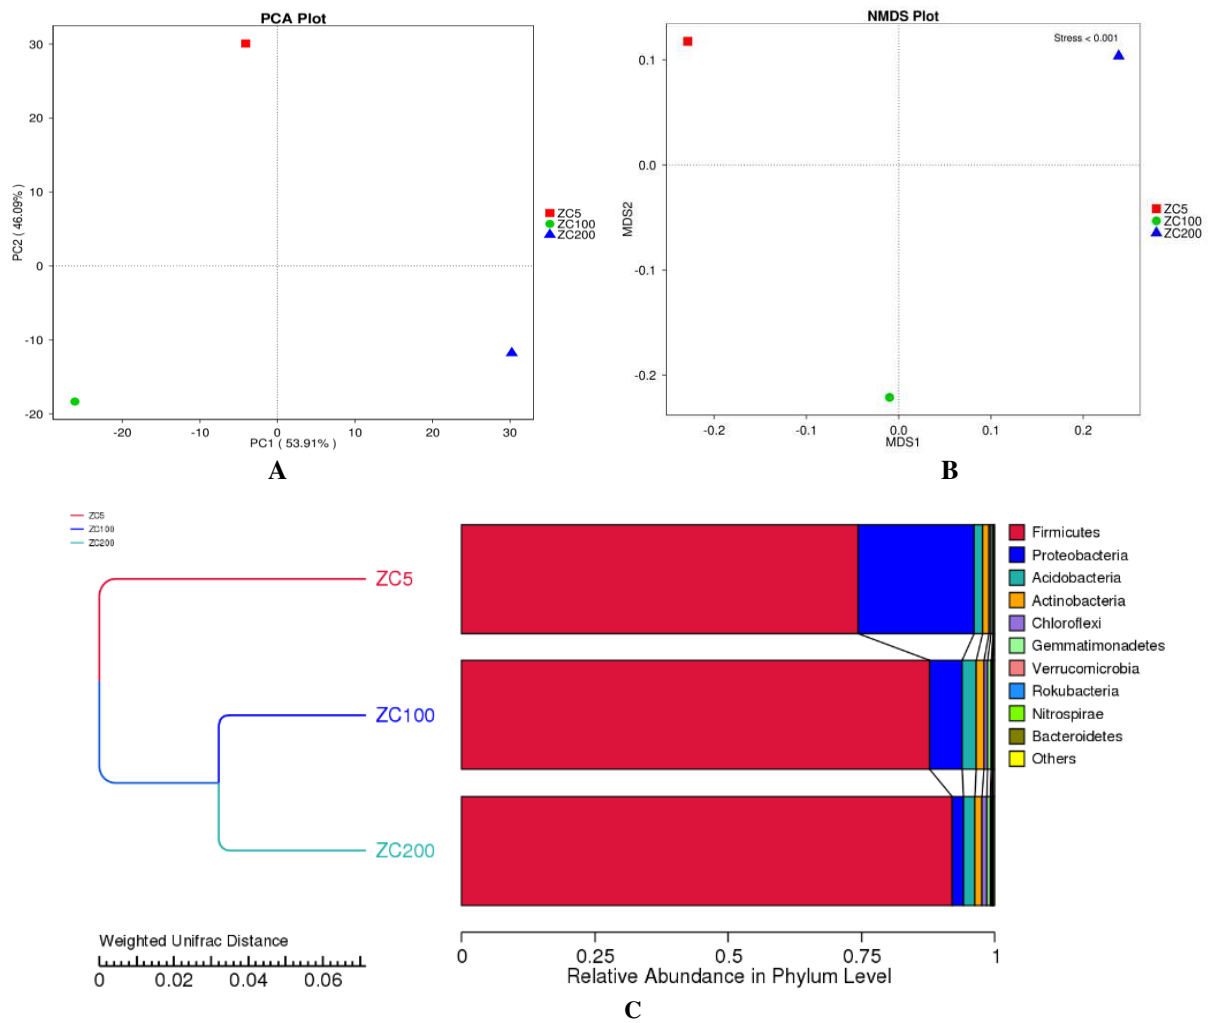 PCA Plot
30
20
10
0
-10
-20
PC2 ( 46.09% )
-20
-10
0
10
20
30
PC1 ( 53.91% )
ZC5
ZC100
ZC200
A
NMDS Plot
Stress < 0.001
0.1
0.0
-0.1
-0.2
MDS2
-0.2
-0.1
0.0
0.1
0.2
MDS1
ZC5
ZC100
ZC200
B
ZC5
ZC100
ZC200
ZC5
ZC100
ZC200
Weighted Unifrac Distance
0
0.02
0.04
0.06
0
0.25
0.5
0.75
1
Relative Abundance in Phylum Level
Firmicutes
Proteobacteria
Acidobacteria
Actinobacteria
Chloroflexi
Gemmatimonadetes
Verrucomicrobia
Rokubacteria
Nitrospirae
Bacteroidetes
Others
C